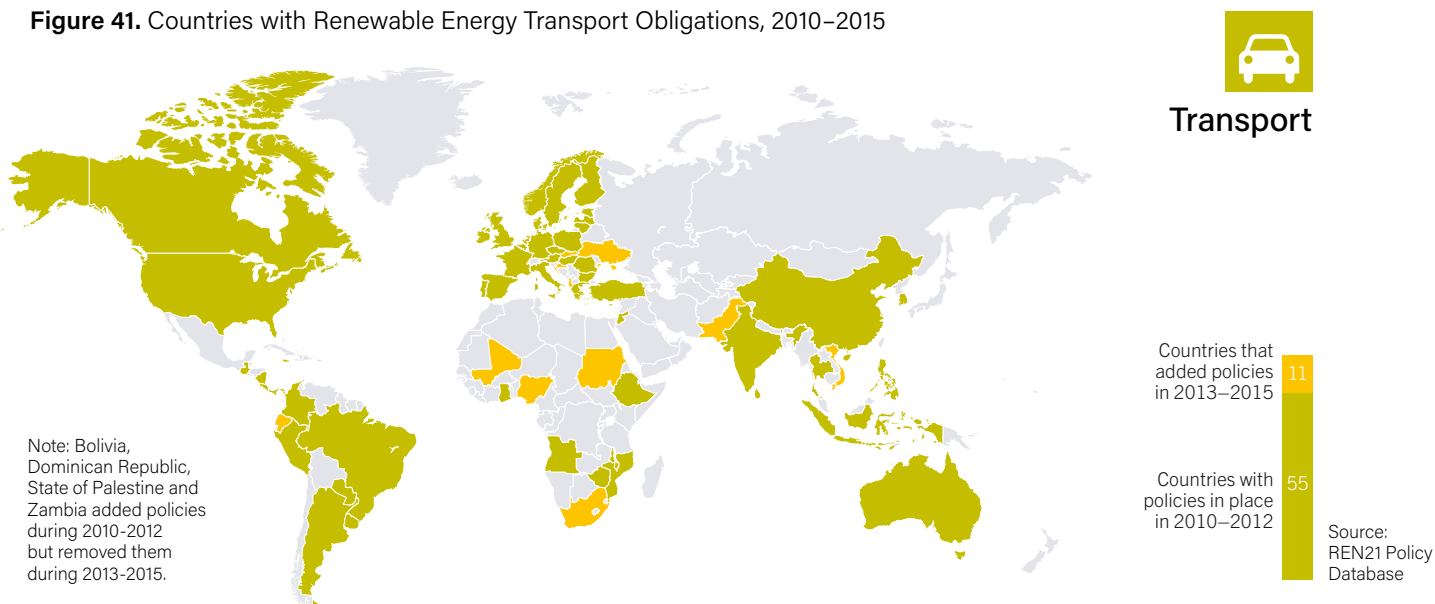 Figure 41. Countries with Renewable Energy Transport Obligations, 2010–2015
Transport
Countries that
added policies
in 2013–2015
11
Countries with
policies in place
in 2010–2012
55
Note: Bolivia,
Dominican Republic,
State of Palestine and
Zambia added policies
during 2010-2012
but removed them
during 2013-2015.
Source:
REN21 Policy
Database